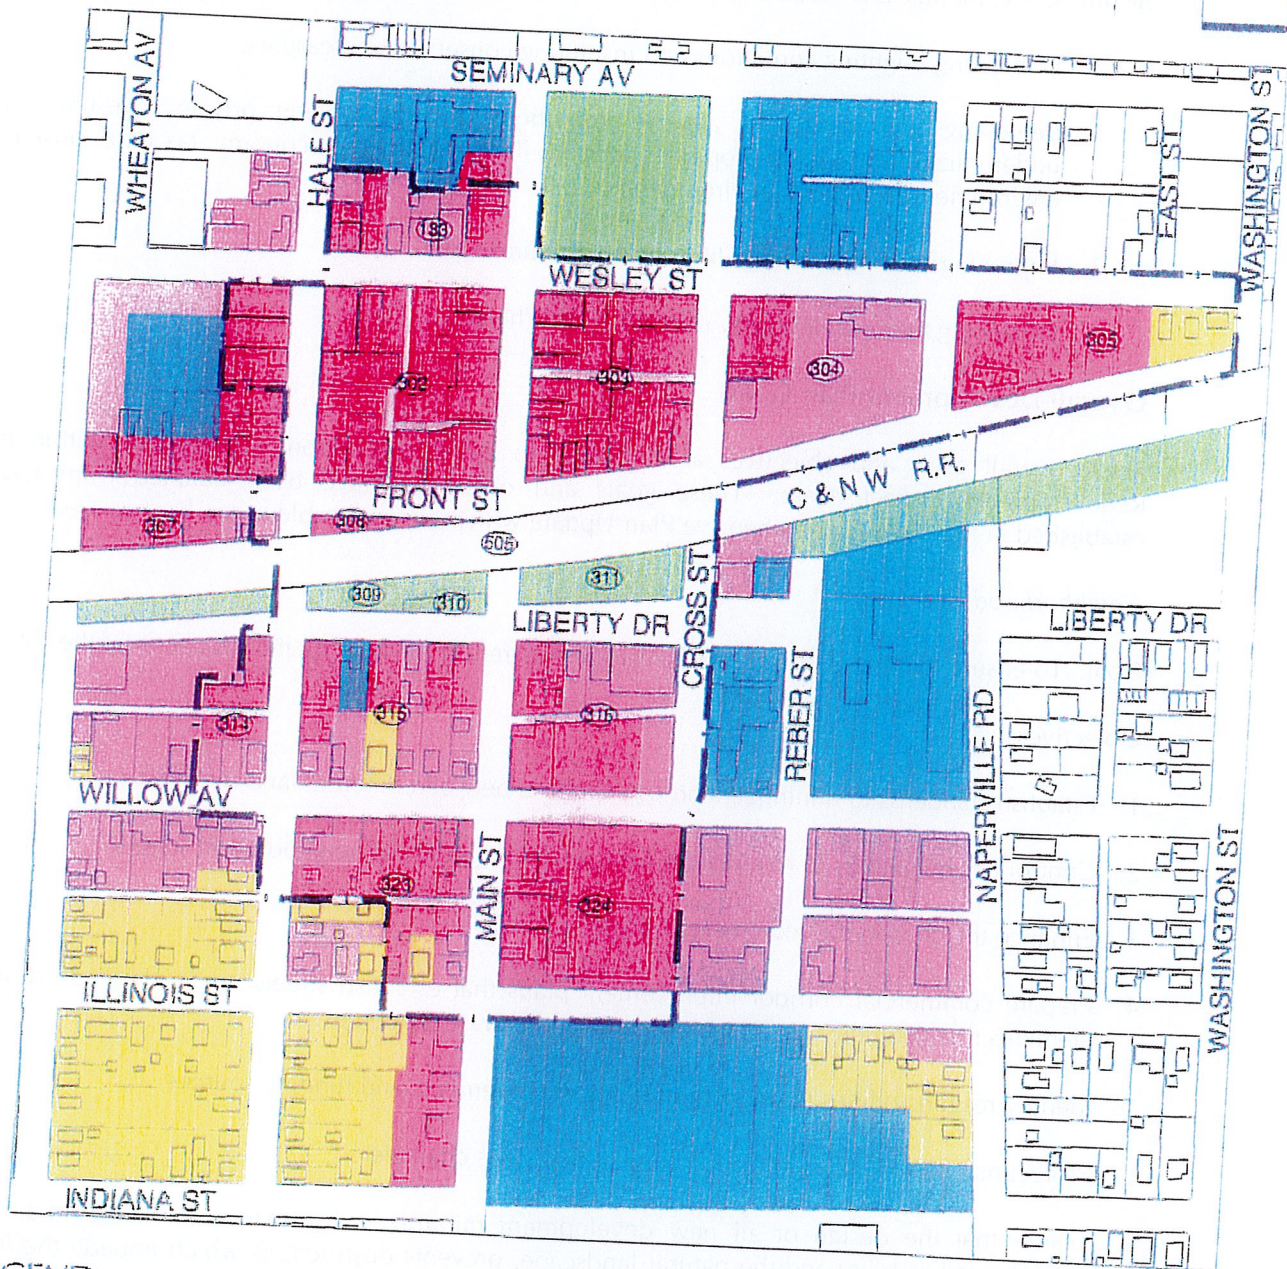 SEMINARY AV
WHEATON AV
HALE ST
EAST ST
WASHINGTON ST
183
WESLEY ST
302
303
304
305
FRONT ST
C & N W R.R.
307
308
505
309
310
311
LIBERTY DR
CROSS ST
LIBERTY DR
REBER ST
NAPERVILLE RD
313
315
316
WILLOW AV
MAIN ST
WASHINGTON ST
323
324
ILLINOIS ST
INDIANA ST